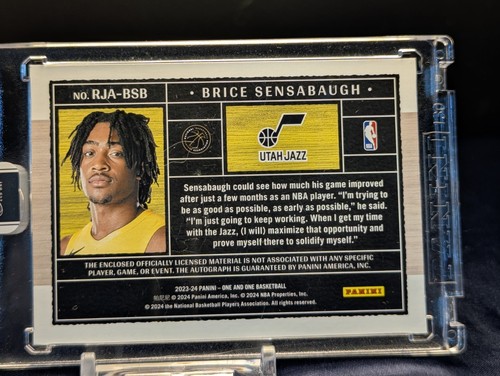 NO. RJA-BSB
• BRICE SENSABAUGH •
UTAH JAZZ
Sensabaugh could see how much his game improved
after just a few months as an NBA player. “I’m trying to
be as good as possible, as early as possible,” he said.
“I’m just going to keep working. When I get my time
with the Jazz, (I will) maximize that opportunity and
prove myself there to solidify myself.”
THE ENCLOSED OFFICIALLY LICENSED MATERIAL IS NOT ASSOCIATED WITH ANY SPECIFIC
PLAYER, GAME, OR EVENT. THE AUTOGRAPH IS GUARANTEED BY PANINI AMERICA, INC.
2023-24 PANINI – ONE AND ONE BASKETBALL
© 2024 Panini America, Inc. © 2024 NBA Properties, Inc.
© 2024 the National Basketball Players Association. All rights reserved.
PANINI